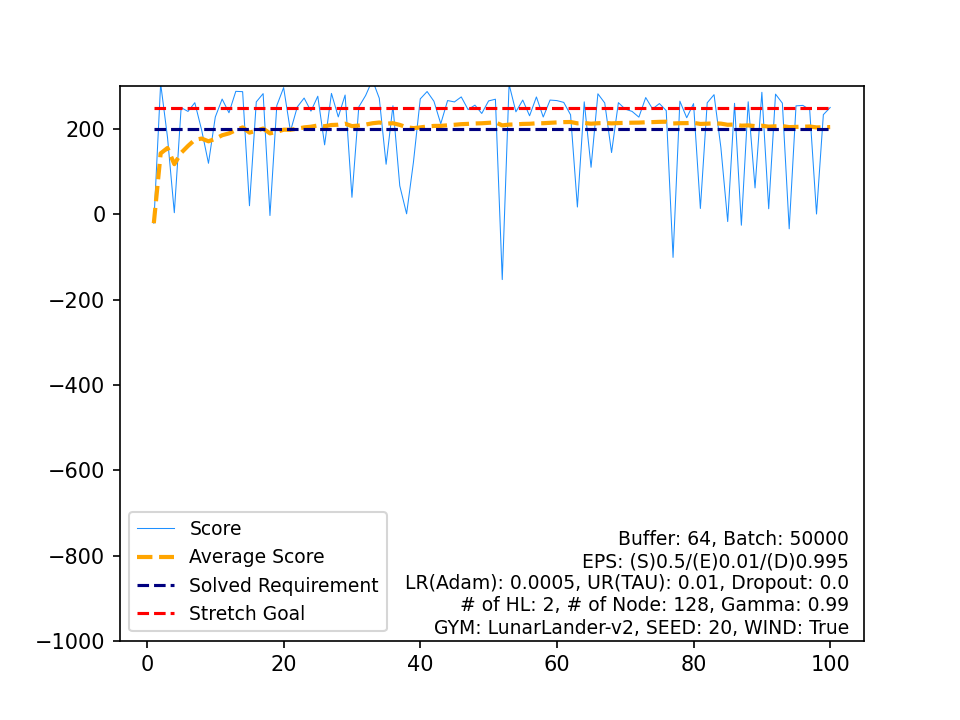 200
0
−200
−400
−600
−800
−1000
0 20 40 60 80 100
Score
Average Score
Solved Requirement
Stretch Goal
Buffer: 64, Batch: 50000
EPS: (S)0.5/(E)0.01/(D)0.995
LR(Adam): 0.0005, UR(TAU): 0.01, Dropout: 0.0
# of HL: 2, # of Node: 128, Gamma: 0.99
GYM: LunarLander-v2, SEED: 20, WIND: True